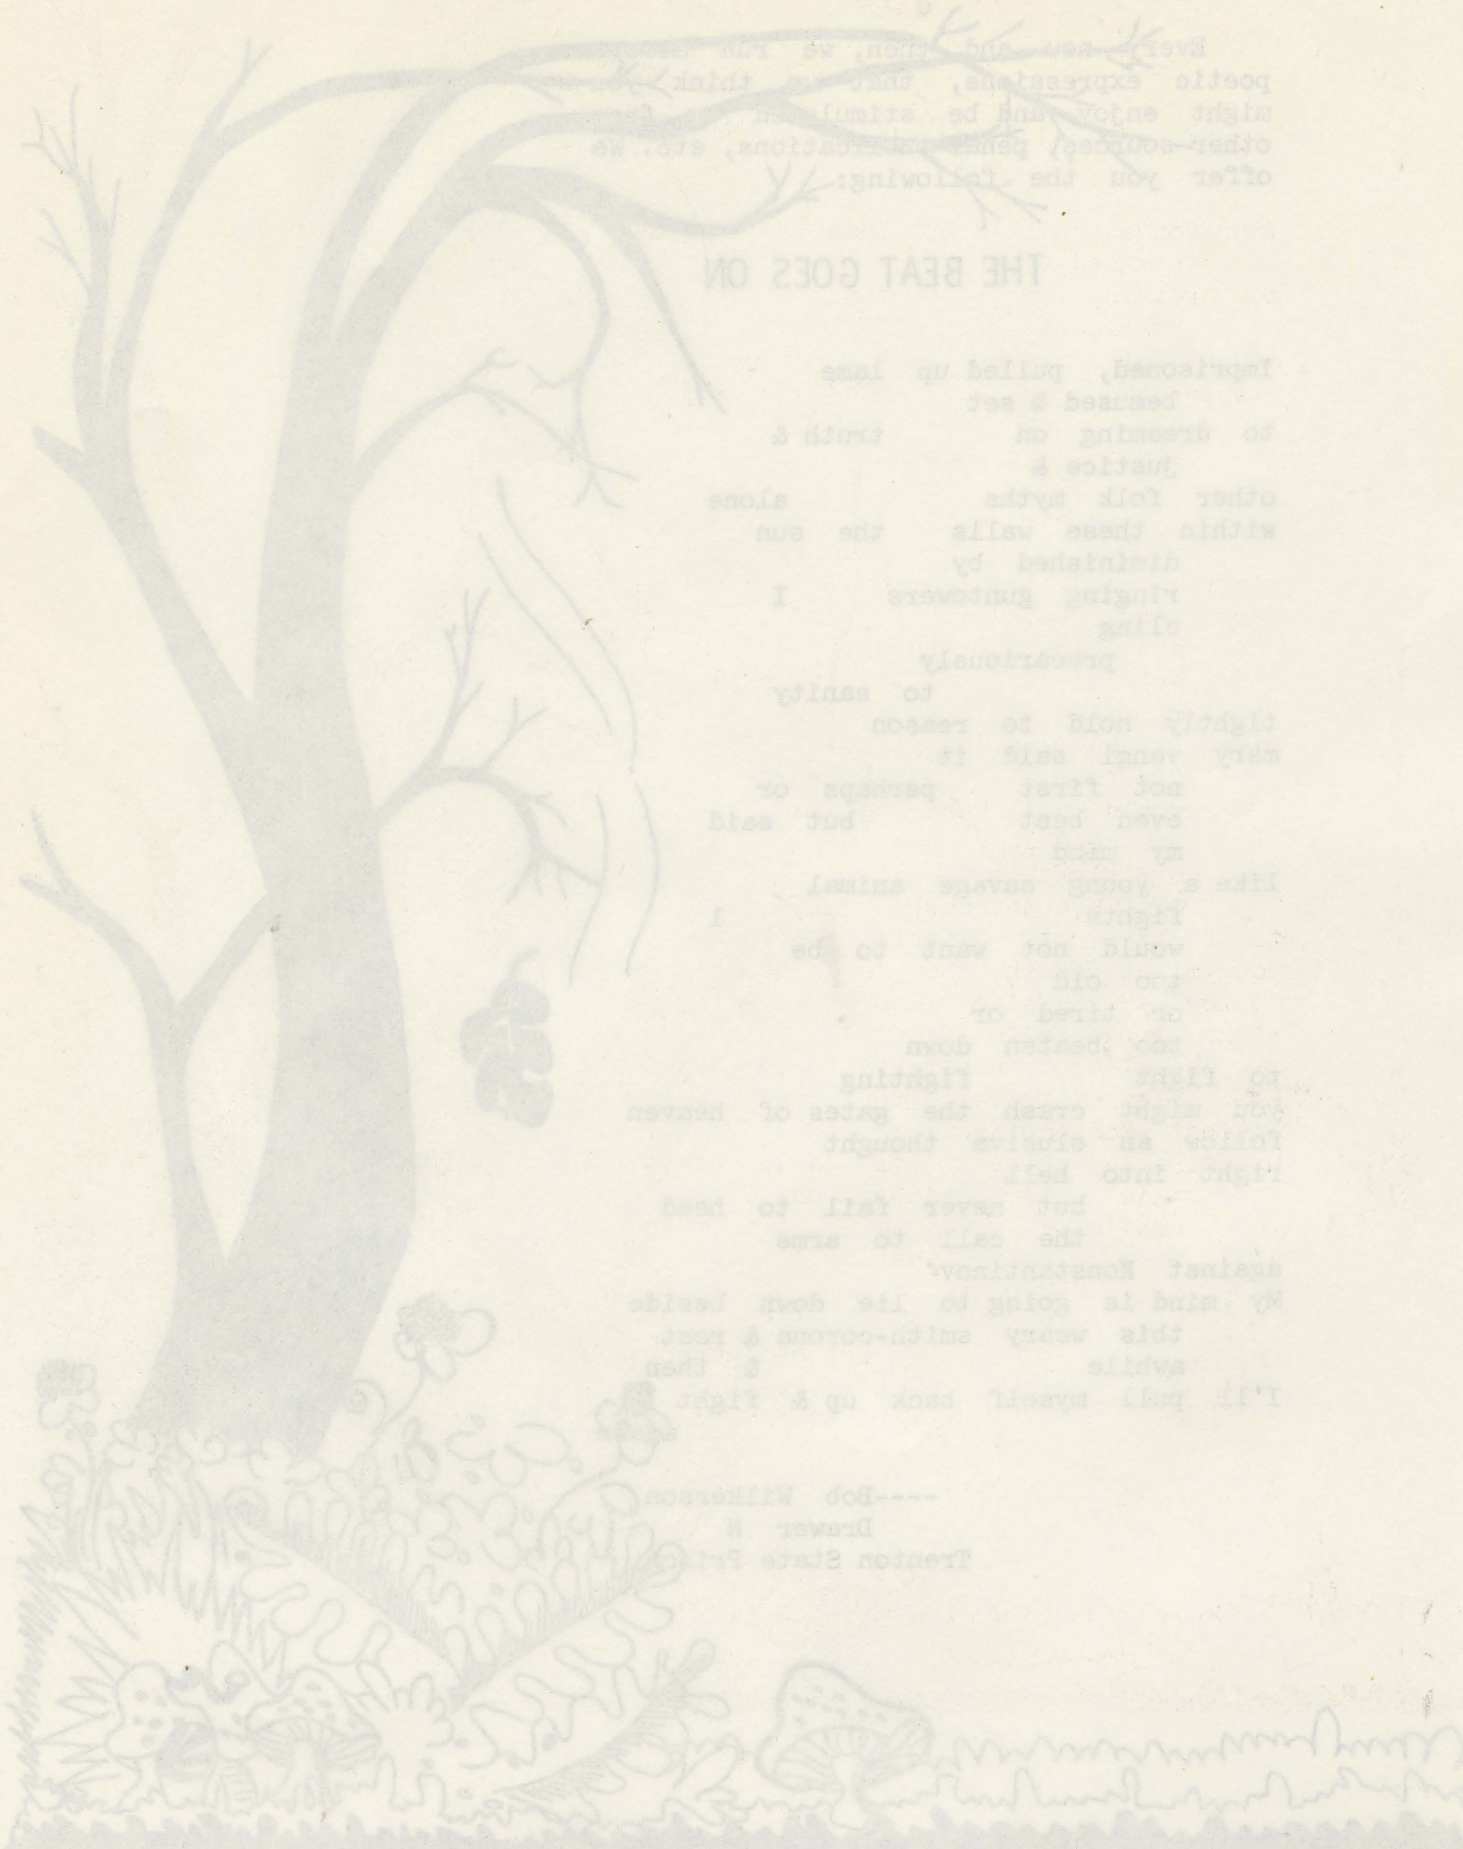 Every now and then, we run
poetic expressions, that we think you
might enjoy and be stimulated
other sources, penal publications, etc. We
offer you the following:
THE BEAT GOES ON
Imprisoned, pulled up lame
bemused & set
to dreaming on truth &
justice &
other folk myths alone
within these walls the sun
diminished by
ringing guntowers I
cling
precariously
to sanity
tightly hold to reason
mary vangi said it
not first perhaps or
even best but said
my mind
like a young savage animal
fights I
would not want to be
too old
or tired or
too beaten down
to fight fighting
you might crash the gates of heaven
follow an elusive thought
right into hell
but never fail to heed
the call to arms
against Konstantinov
My mind is going to lie down beside
this weary smith-corona & rest
awhile & then
I'll pull myself back up & fight
again
----Bob Wilkerson
Drawer N
Trenton State Prison